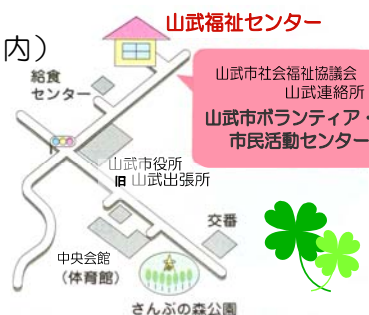 山武福祉センター
内）
給食
センター
山武市社会福祉協議会
山武連絡所
山武市ボランティア・
市民活動センター
山武市役所
旧 山武出張所
交番
中央会館
（体育館）
さんぶの森公園